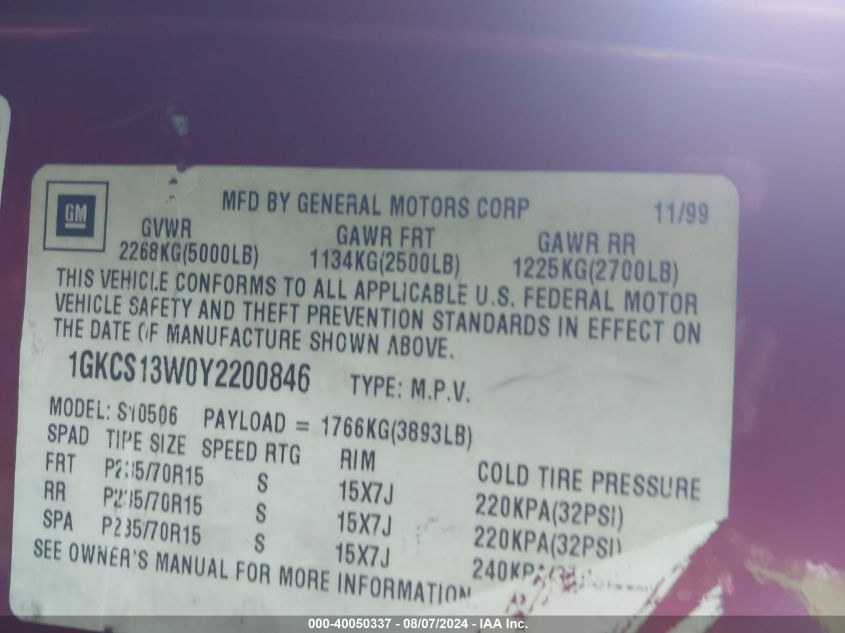 GM
MFD BY GENERAL MOTORS CORP 11/99
GVWR GAWR FRT GAWR RR
2268KG(5000LB) 1134KG(2500LB) 1225KG(2700LB)
THIS VEHICLE CONFORMS TO ALL APPLICABLE U.S. FEDERAL MOTOR
VEHICLE SAFETY AND THEFT PREVENTION STANDARDS IN EFFECT ON
THE DATE OF MANUFACTURE SHOWN ABOVE.
1GKCS13W0Y2200846 TYPE: M.P.V.
MODEL: S10506 PAYLOAD = 1766KG(3893LB)
SPAD TIRE SIZE SPEED RTG RIM COLD TIRE PRESSURE
FRT P235/70R15 S 15X7J 220KPA(32PSI)
RR P235/70R15 S 15X7J 220KPA(32PSI)
SPA P235/70R15 S 15X7J
SEE OWNER'S MANUAL FOR MORE INFORMATION
000-40050337 - 08/07/2024 - IAA Inc.